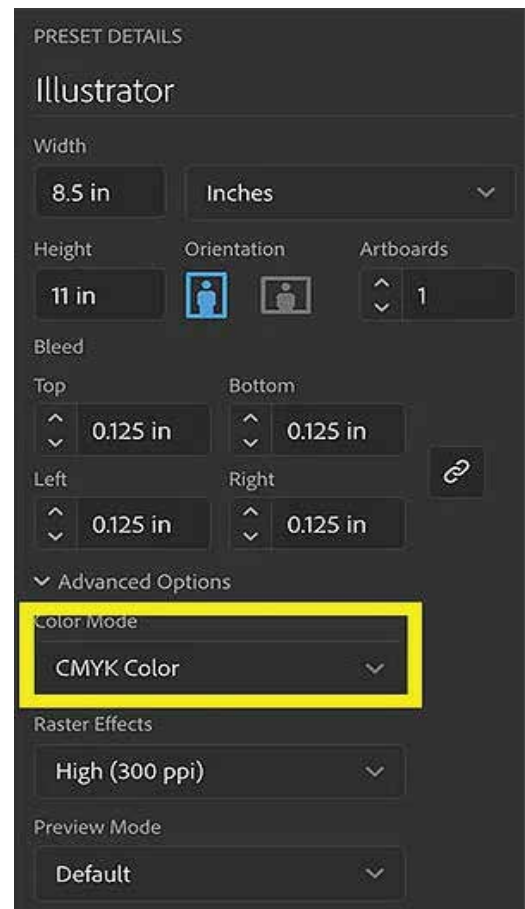 PRESET DETAILS
Illustrator
Width
8.5 in Inches
Height Orientation Artboards
11 in 1
Bleed
Top Bottom
0.125 in 0.125 in
Left Right
0.125 in 0.125 in
Advanced Options
Color Mode
CMYK Color
Raster Effects
High (300 ppi)
Preview Mode
Default